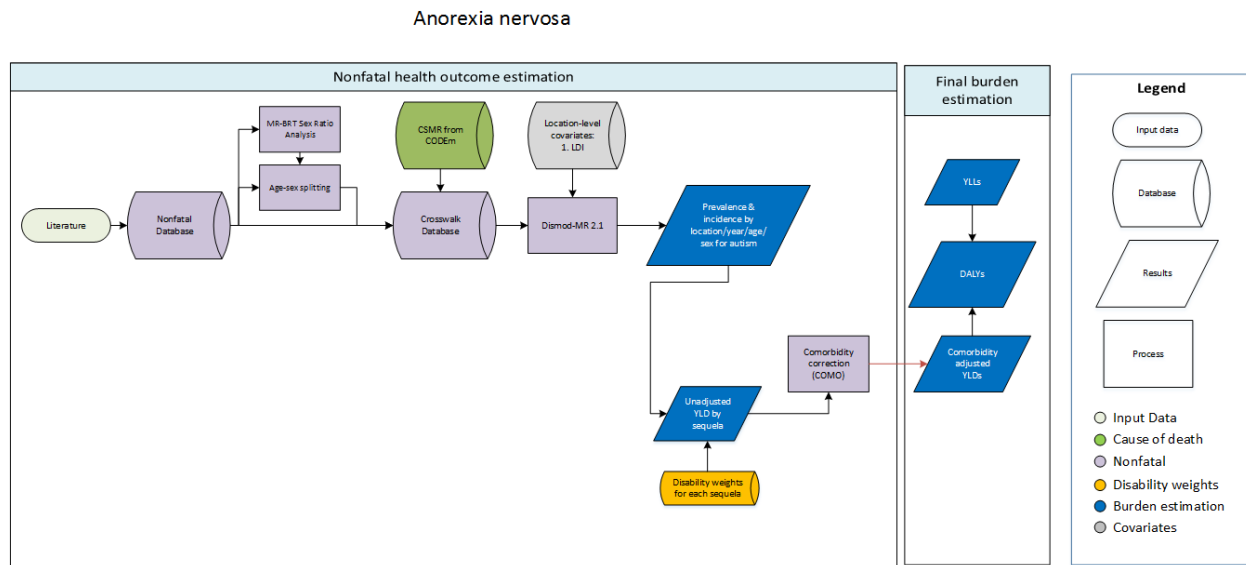 Anorexia nervosa
Nonfatal health outcome estimation
Final burden
estimation
Legend
MR-BRT Sex Ratio
Analysis
Age-sex splitting
CSMR from
CODEm
Location-level
covariates:
1. LDI
Literature
Nonfatal
Database
Crosswalk
Database
Dismod-MR 2.1
Prevalence &
incidence by
location/year/age/
sex for autism
Unadjusted
YLD by
sequela
Disability weights
for each sequela
Comorbidity
correction
(COMO)
YLLs
DALYs
Comorbidity
adjusted
YLDs
Input data
Database
Results
Process
Input Data
Cause of death
Nonfatal
Disability weights
Burden estimation
Covariates